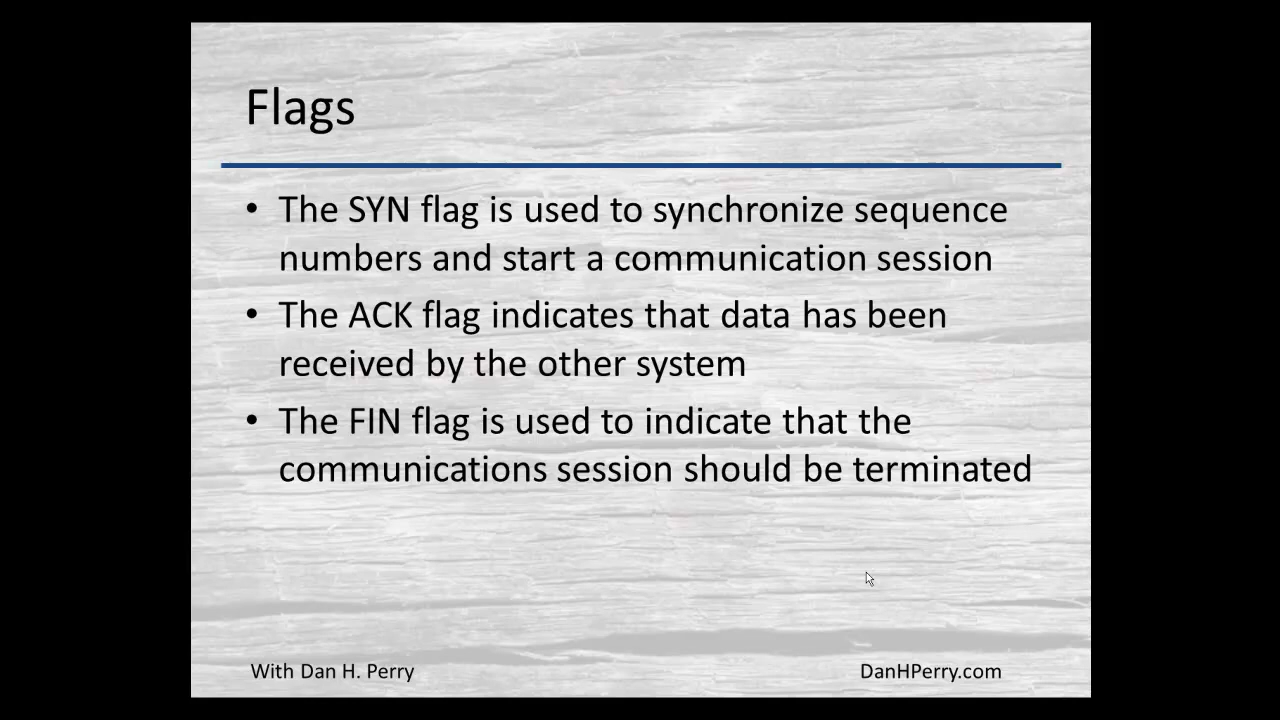 Flags
• The SYN flag is used to synchronize sequence
numbers and start a communication session
• The ACK flag indicates that data has been
received by the other system
• The FIN flag is used to indicate that the
communications session should be terminated
With Dan H. Perry
DanHPerry.com